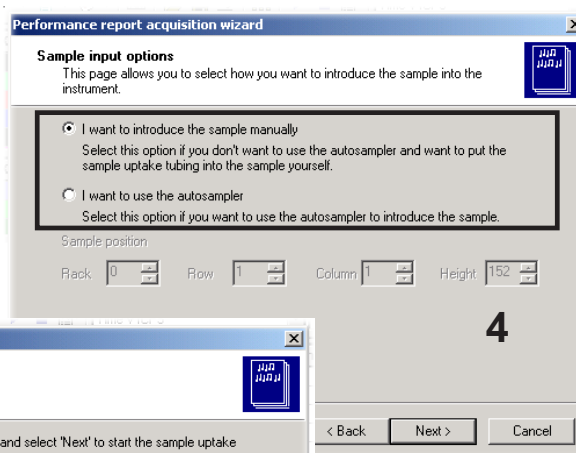 Performance report acquisition wizard
Sample input options
This page allows you to select how you want to introduce the sample into the
instrument.
I want to introduce the sample manually
Select this option if you don't want to use the autosampler and want to put the
sample uptake tubing into the sample yourself.
I want to use the autosampler
Select this option if you want to use the autosampler to introduce the sample.
Sample position
Rack 0 Row 1 Column 1 Height 152
4
and select 'Next' to start the sample uptake
< Back Next > Cancel